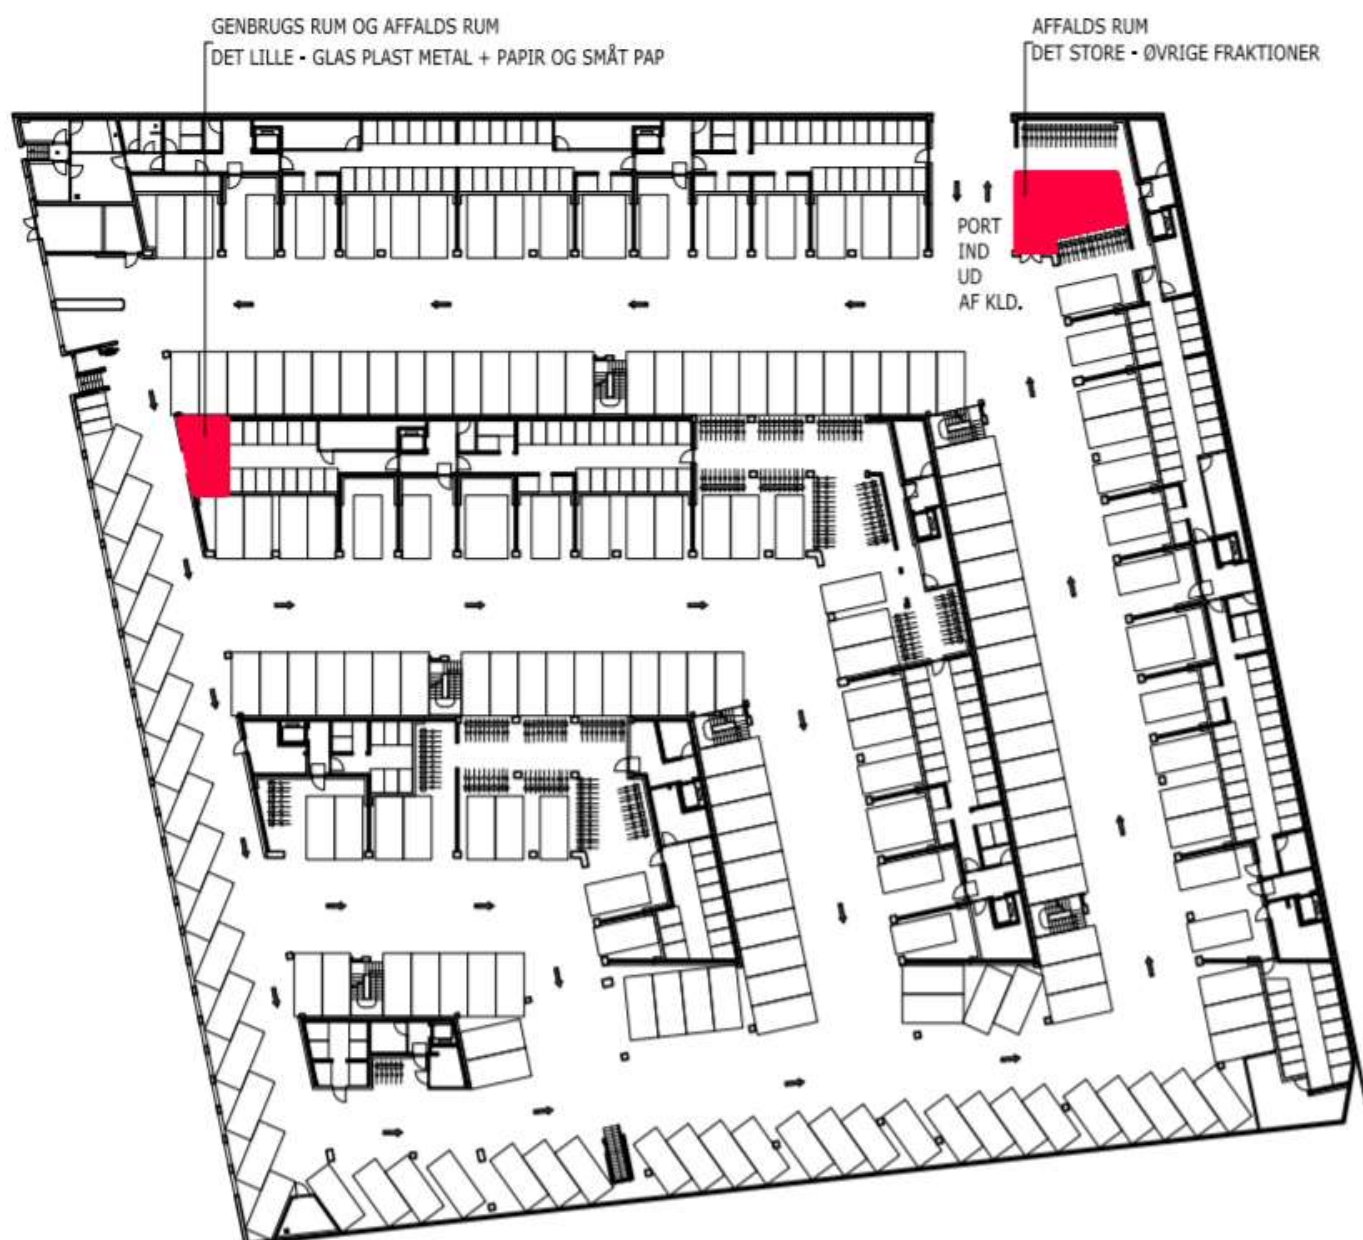 GENBRUGS RUM OG AFFALDS RUM
DET LILLE - GLAS PLAST METAL + PAPIR OG SMÅT PAP
AFFALDS RUM
DET STORE - ØVRIGE FRAKTIONER
PORT
IND
UD
AF KLD.